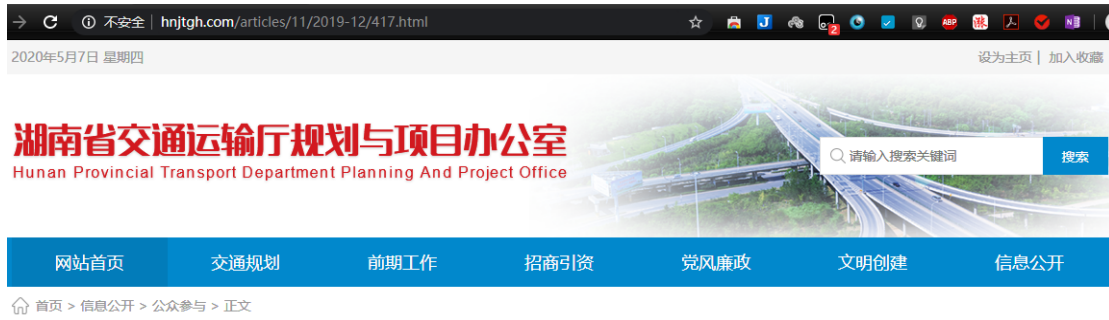 不安全 | hnjtgh.com/articles/11/2019-12/417.html
2
ABP
2020年5月7日 星期四 设为主页 | 加入收藏
湖南省交通运输厅规划与项目办公室
Hunan Provincial Transport Department Planning And Project Office
请输入搜索关键词 搜索
网站首页 交通规划 前期工作 招商引资 党风廉政 文明创建 信息公开
首页 > 信息公开 > 公众参与 > 正文